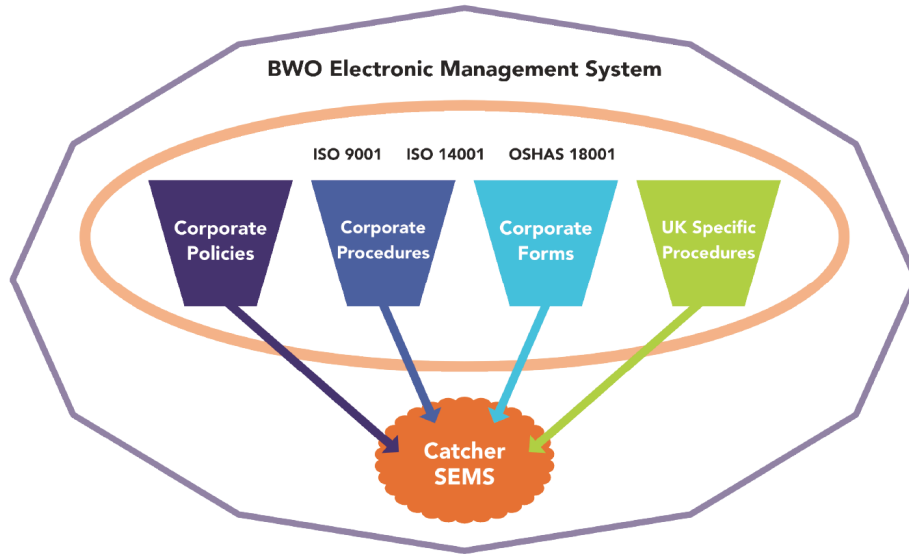 BWO Electronic Management System
ISO 9001 ISO 14001 OSHAS 18001
Corporate
Policies
Corporate
Procedures
Corporate
Forms
UK Specific
Procedures
Catcher
SEMS